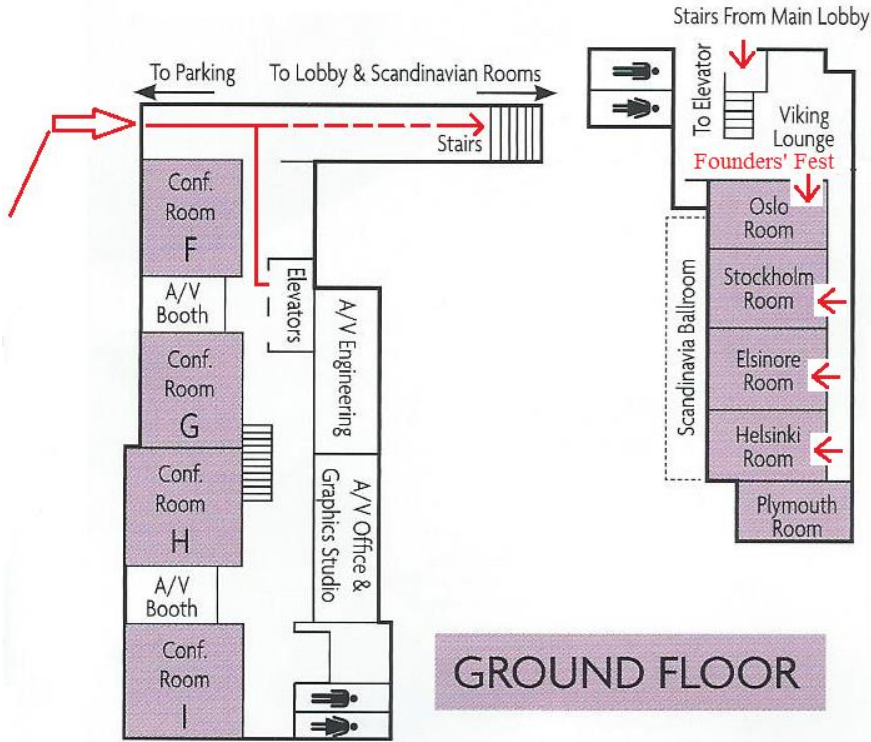 Stairs From Main Lobby
To Parking
To Lobby & Scandinavian Rooms
Stairs
To Elevator
Viking
Lounge
Founders' Fest
Conf.
Room
F
A/V
Booth
Elevators
A/V Engineering
Conf.
Room
G
Conf.
Room
H
A/V Office &
Graphics Studio
A/V
Booth
Conf.
Room
I
Oslo
Room
Stockholm
Room
Scandinavia Ballroom
Elsinore
Room
Helsinki
Room
Plymouth
Room
GROUND FLOOR